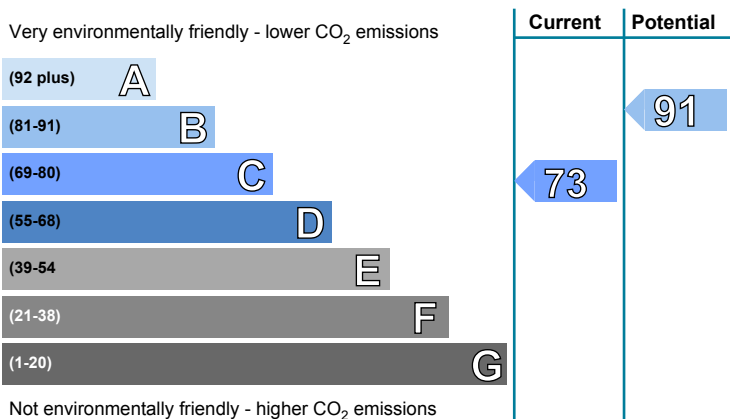 Very environmentally friendly - lower CO₂ emissions
Current
Potential
(92 plus) A
(81-91) B
91
(69-80) C
73
(55-68) D
(39-54 E
(21-38) F
(1-20) G
Not environmentally friendly - higher CO₂ emissions